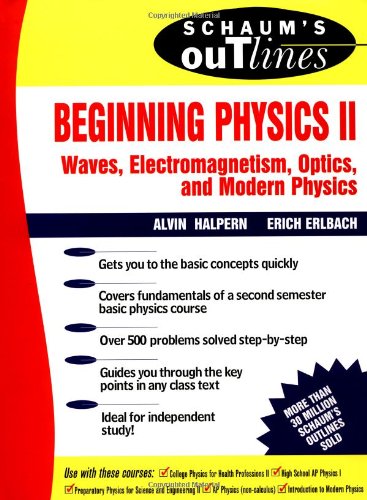 SCHAUM'S
ouTlines
BEGINNING PHYSICS II
Waves, Electromagnetism, Optics,
and Modern Physics
ALVIN HALPERN ERICH ERLBACH
Gets you to the basic concepts quickly
Covers fundamentals of a second semester
basic physics course
Over 500 problems solved step-by-step
Guides you through the key
points in any class text
Ideal for independent
study!
MORE THAN
30 MILLION
SCHAUM'S
OUTLINES
SOLD
Use with these courses: ☑ College Physics for Health Professions II ☑ High School AP Physics I
☑ Preparatory Physics for Science and Engineering II ☑ AP Physics (non-calculus) ☑ Introduction to Modern Physics